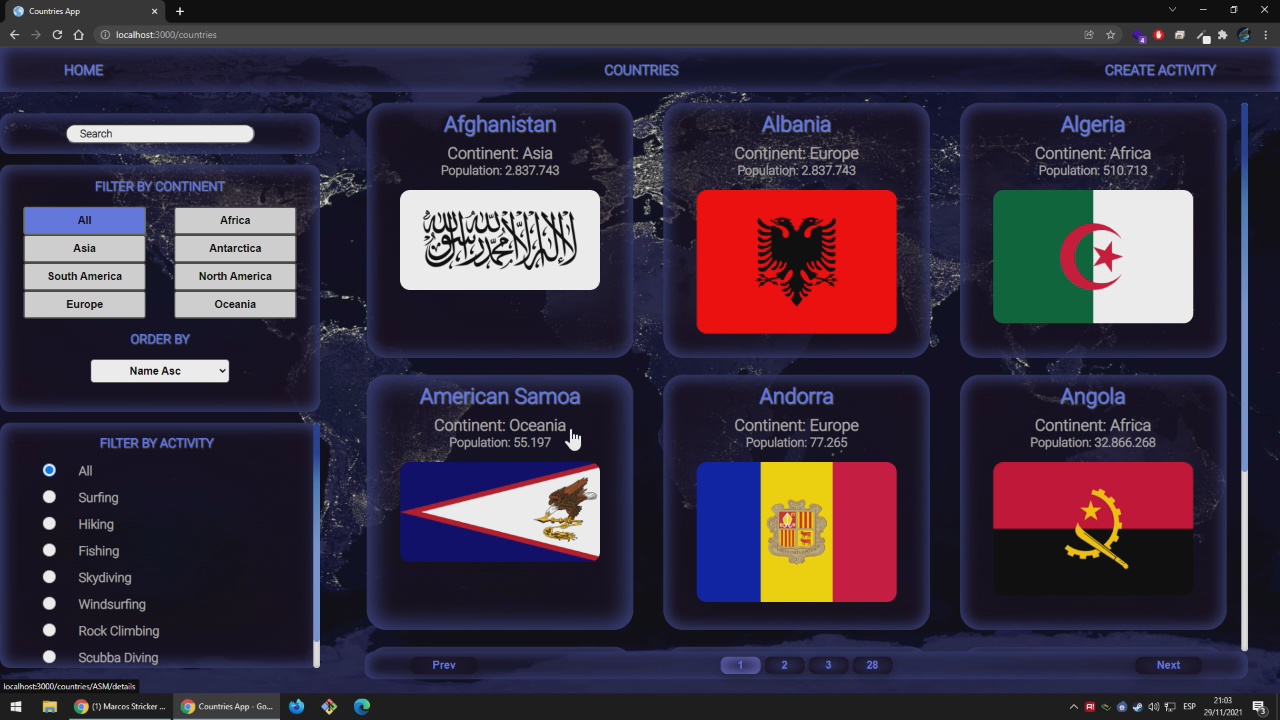 Countries App
localhost:3000/countries
4
HOME
COUNTRIES
CREATE ACTIVITY
Search
FILTER BY CONTINENT
All
Africa
Asia
Antarctica
South America
North America
Europe
Oceania
ORDER BY
Name Asc
FILTER BY ACTIVITY
All
Surfing
Hiking
Fishing
Skydiving
Windsurfing
Rock Climbing
Scubba Diving
Afghanistan
Continent: Asia
Population: 2.837.743
Albania
Continent: Europe
Population: 2.837.743
Algeria
Continent: Africa
Population: 510.713
American Samoa
Continent: Oceania
Population: 55.197
Andorra
Continent: Europe
Population: 77.265
Angola
Continent: Africa
Population: 32.866.268
Prev
1
2
3
28
Next
localhost:3000/countries/ASM/details
(1) Marcos Stricker ...
Countries App - Go...
ESP
21:03
29/11/2021
3